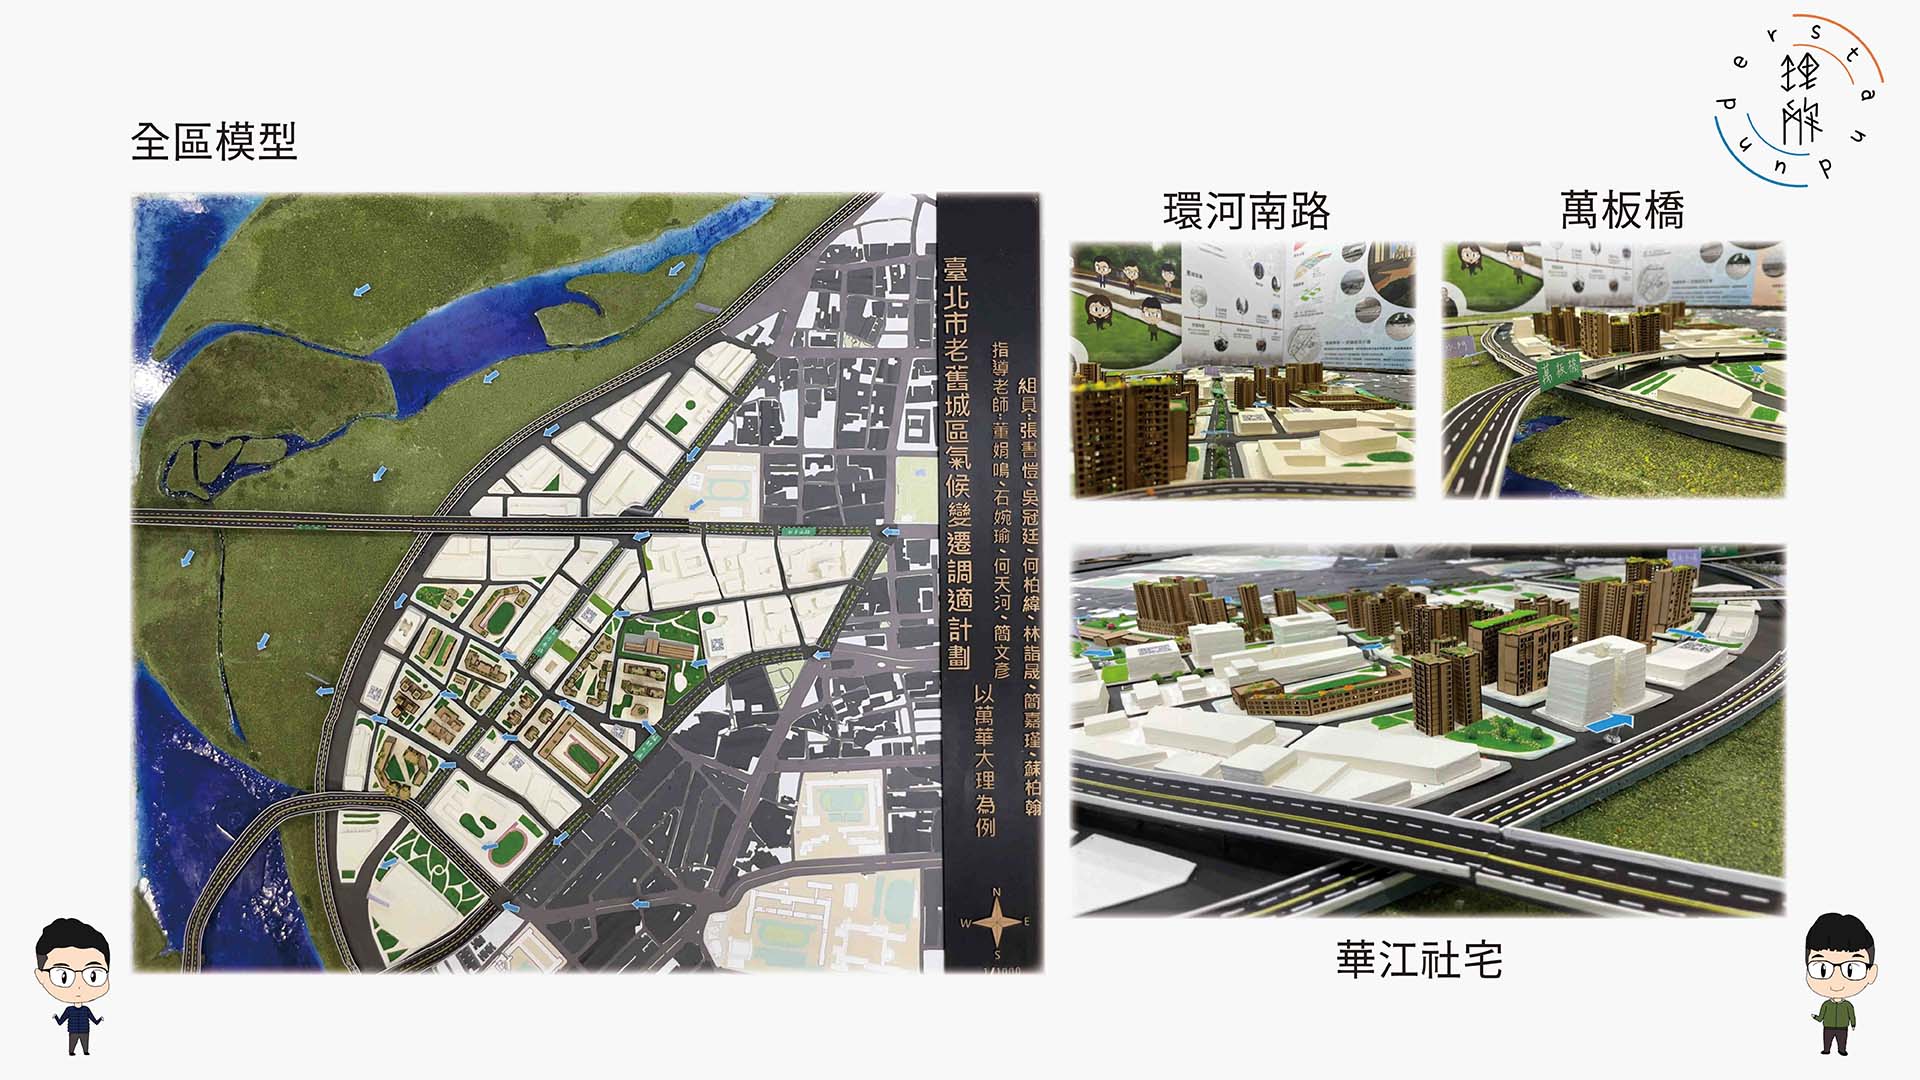 understand
理解
全區模型
環河南路
萬板橋
萬板橋
臺北市老舊城區氣候變遷調適計劃
以萬華大理為例
指導老師:董娟鳴、石婉瑜、何天河、簡文彥
組員:張書愷、吳冠廷、何柏緯、林詣晟、簡嘉瑾、蘇柏翰
N
W E
S
1/1000
華江社宅